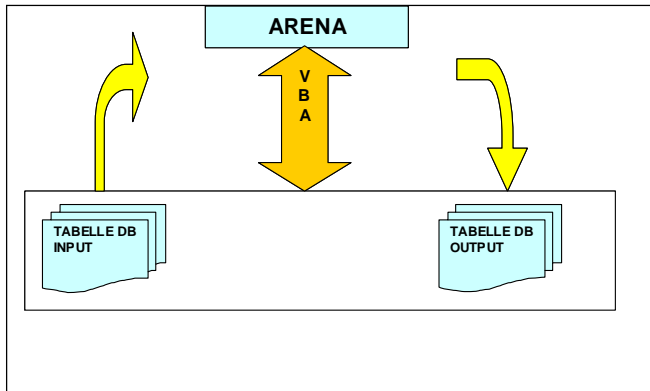 ARENA
V
B
A
TABELLE DB
INPUT
TABELLE DB
OUTPUT